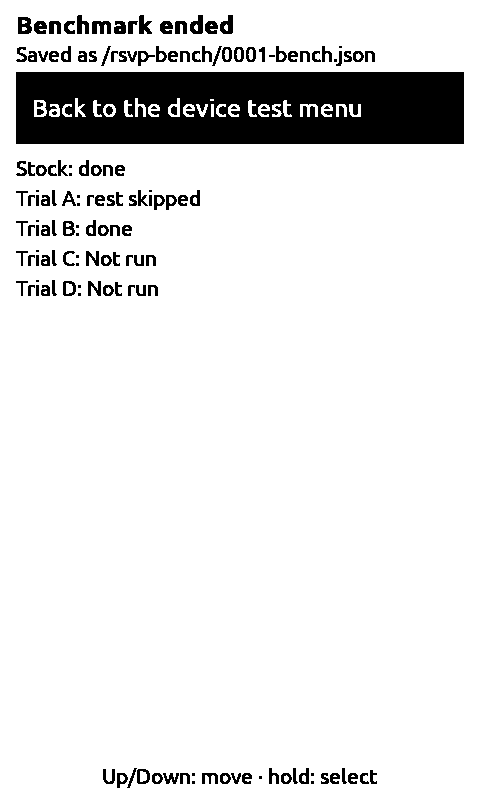 Benchmark ended
Saved as /rsvp-bench/0001-bench.json
Back to the device test menu
Stock: done
Trial A: rest skipped
Trial B: done
Trial C: Not run
Trial D: Not run
Up/Down: move · hold: select